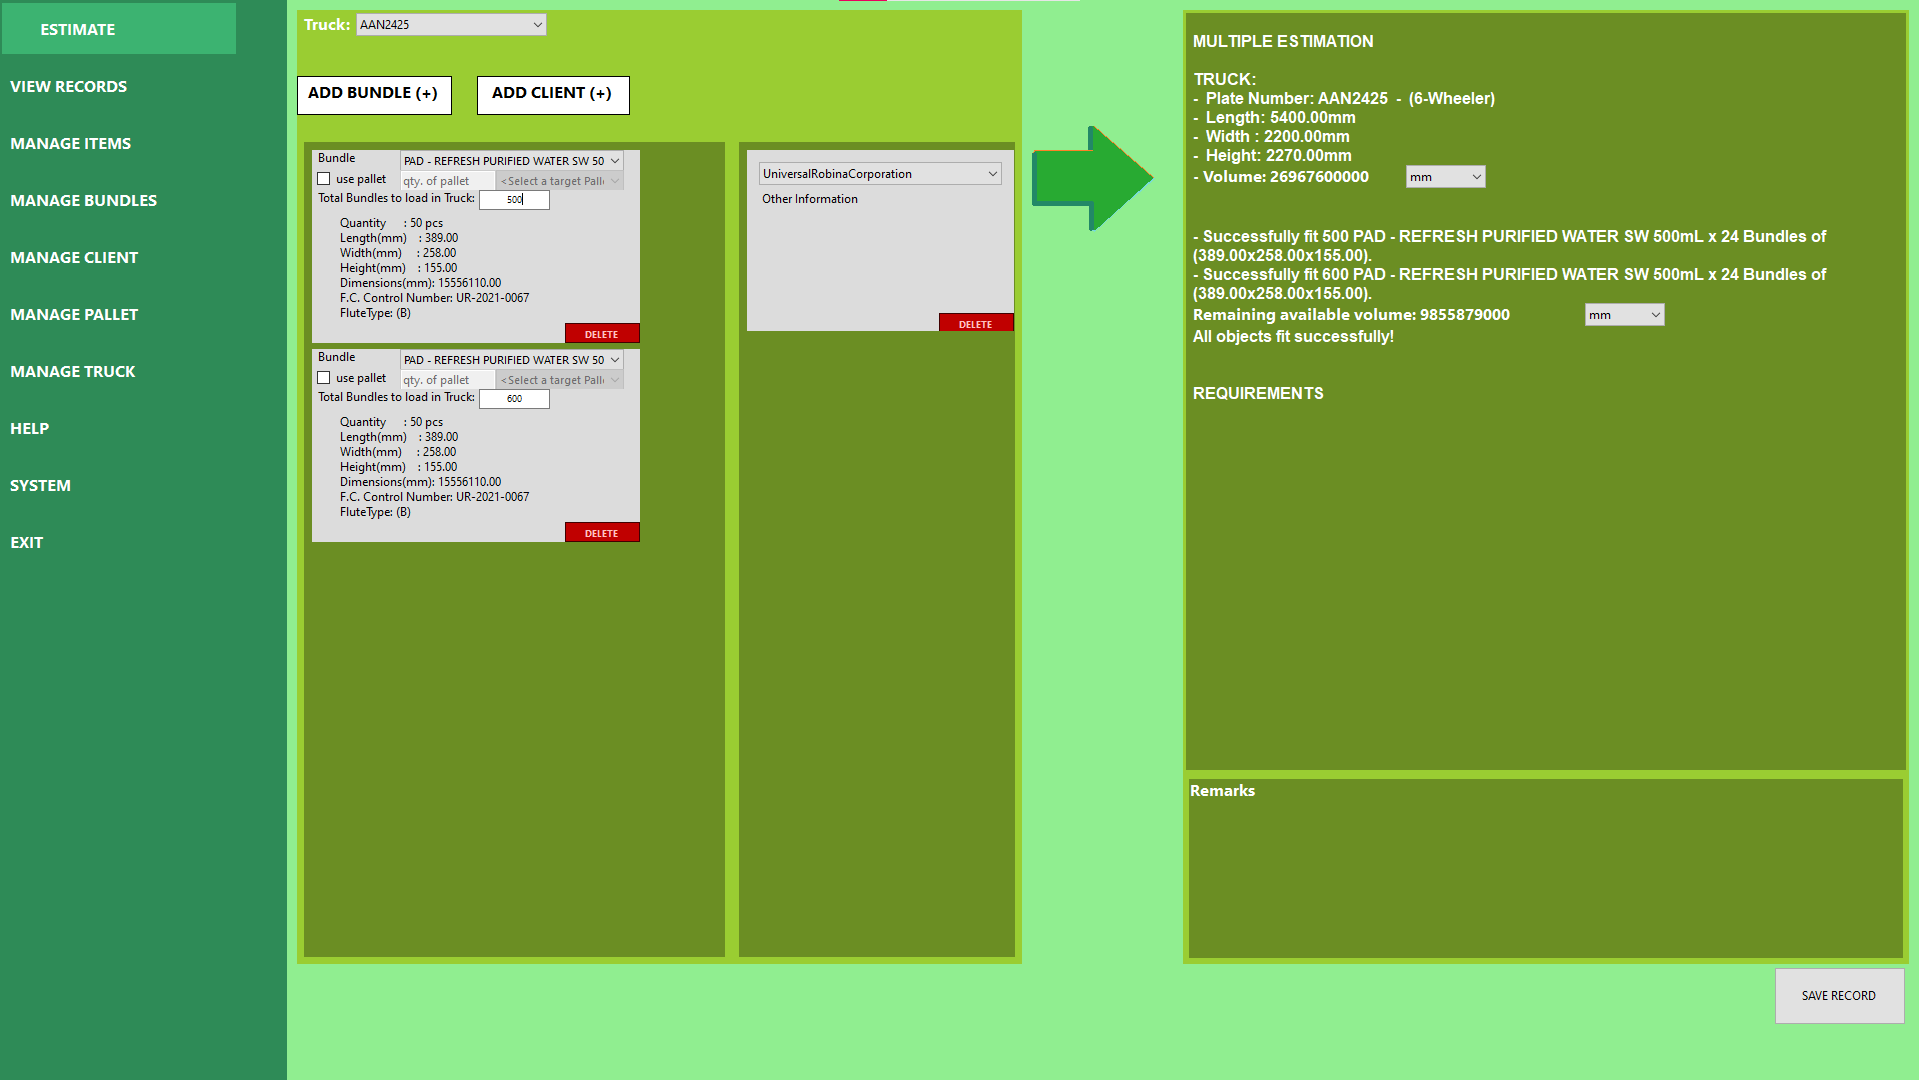 ESTIMATE
VIEW RECORDS
MANAGE ITEMS
MANAGE BUNDLES
MANAGE CLIENT
MANAGE PALLET
MANAGE TRUCK
HELP
SYSTEM
EXIT
Truck: AAN2425
ADD BUNDLE (+) ADD CLIENT (+)
Bundle PAD - REFRESH PURIFIED WATER SW 50
use pallet qty. of pallet <Select a target Pall
Total Bundles to load in Truck: 500
Quantity : 50 pcs
Length(mm) : 389.00
Width(mm) : 258.00
Height(mm) : 155.00
Dimensions(mm): 15556110.00
F.C. Control Number: UR-2021-0067
FluteType: (B)
DELETE
Bundle PAD - REFRESH PURIFIED WATER SW 50
use pallet qty. of pallet <Select a target Pall
Total Bundles to load in Truck: 600
Quantity : 50 pcs
Length(mm) : 389.00
Width(mm) : 258.00
Height(mm) : 155.00
Dimensions(mm): 15556110.00
F.C. Control Number: UR-2021-0067
FluteType: (B)
DELETE
UniversalRobinaCorporation
Other Information
DELETE
MULTIPLE ESTIMATION
TRUCK:
- Plate Number: AAN2425 - (6-Wheeler)
- Length: 5400.00mm
- Width : 2200.00mm
- Height: 2270.00mm
- Volume: 26967600000 mm
- Successfully fit 500 PAD - REFRESH PURIFIED WATER SW 500mL x 24 Bundles of
(389.00x258.00x155.00).
- Successfully fit 600 PAD - REFRESH PURIFIED WATER SW 500mL x 24 Bundles of
(389.00x258.00x155.00).
Remaining available volume: 9855879000 mm
All objects fit successfully!
REQUIREMENTS
Remarks
SAVE RECORD